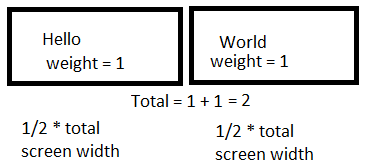 Hello
weight = 1
World
weight = 1
Total = 1 + 1 = 2
1/2 * total
screen width
1/2 * total
screen width